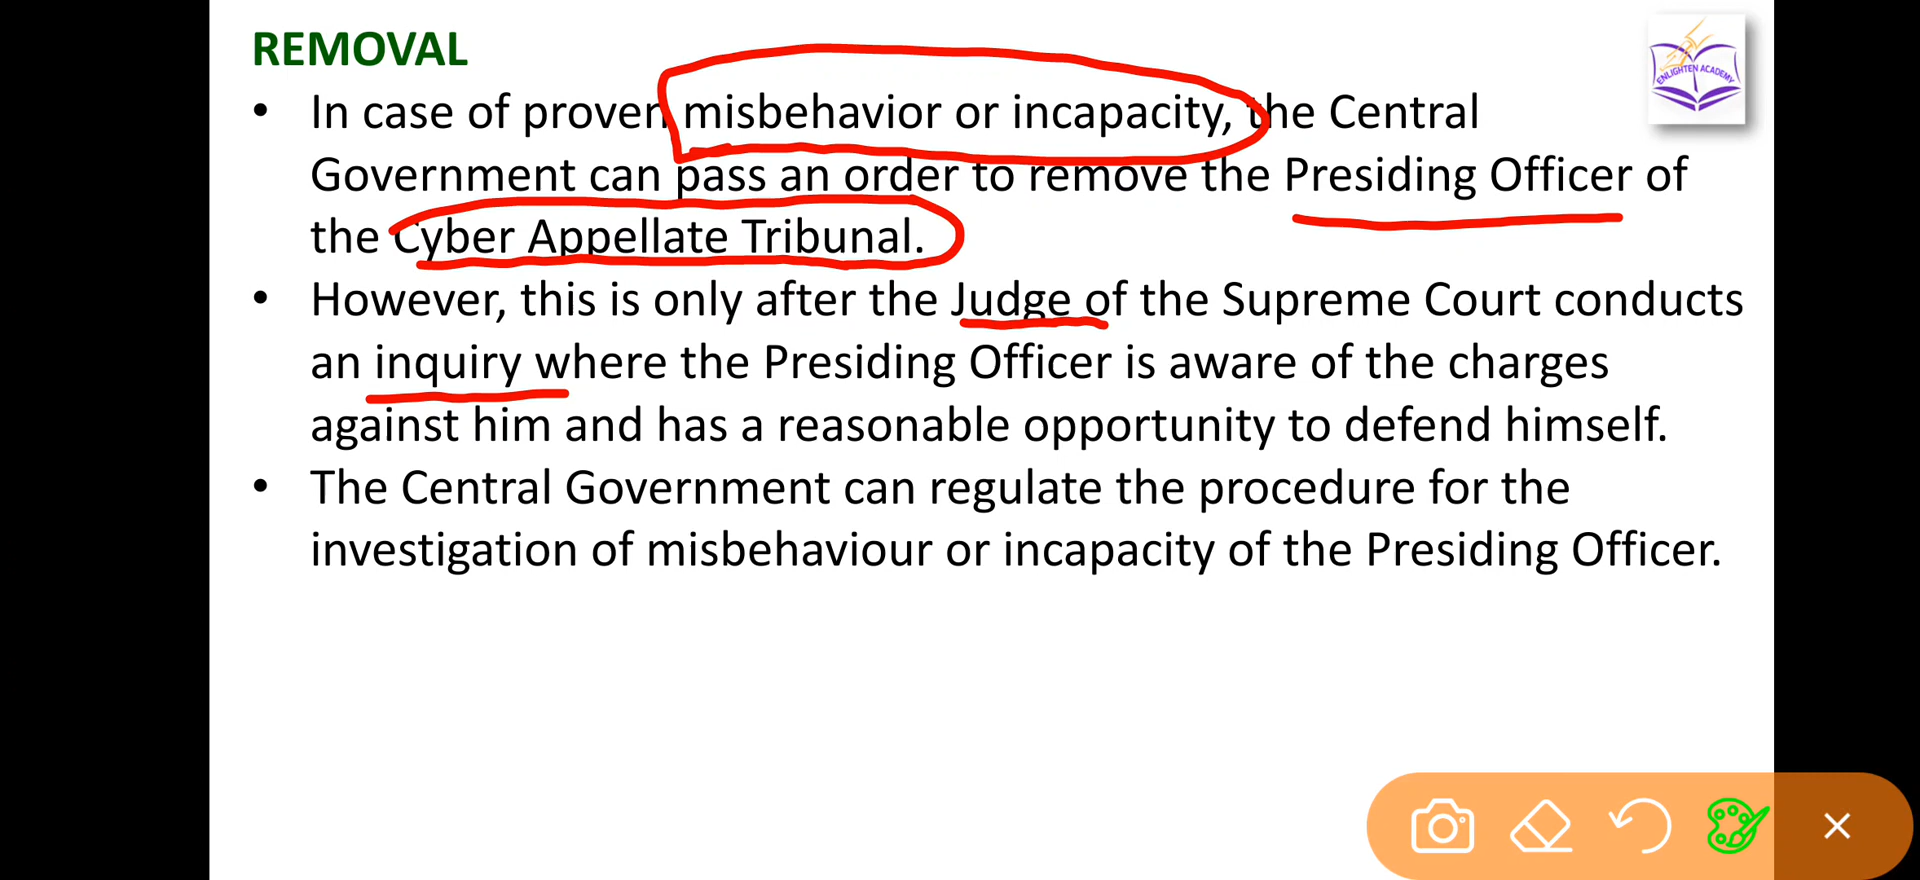 REMOVAL
• In case of proven misbehavior or incapacity, the Central
Government can pass an order to remove the Presiding Officer of
the Cyber Appellate Tribunal.
• However, this is only after the Judge of the Supreme Court conducts
an inquiry where the Presiding Officer is aware of the charges
against him and has a reasonable opportunity to defend himself.
• The Central Government can regulate the procedure for the
investigation of misbehaviour or incapacity of the Presiding Officer.
ENLIGHTEN ACADEMY